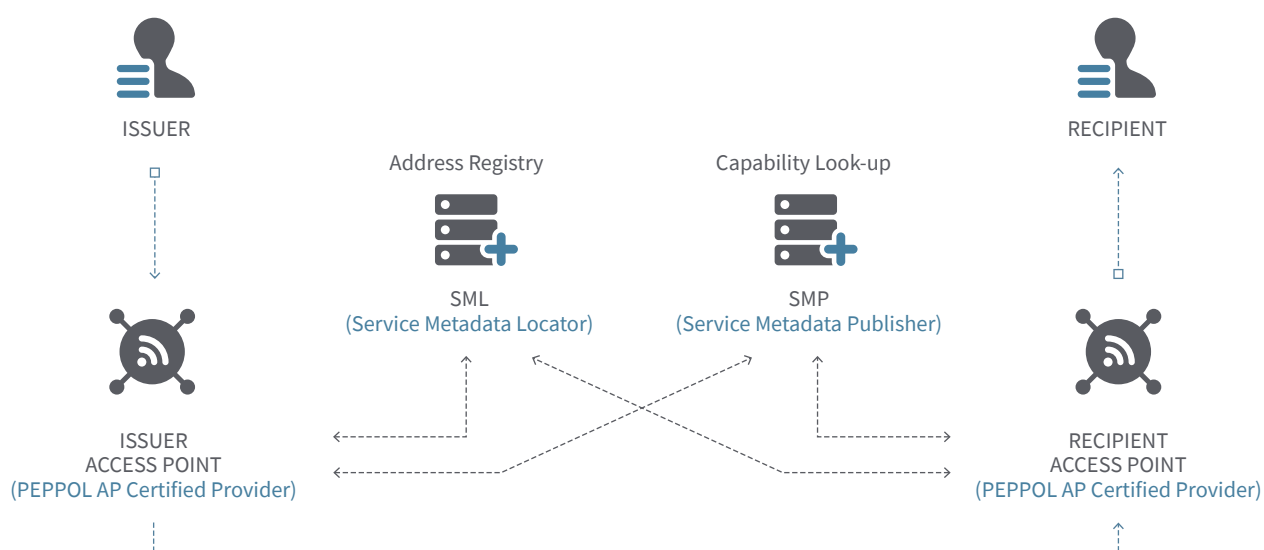 ISSUER
RECIPIENT
Address Registry
Capability Look-up
SML
(Service Metadata Locator)
SMP
(Service Metadata Publisher)
ISSUER
ACCESS POINT
(PEPPOL AP Certified Provider)
RECIPIENT
ACCESS POINT
(PEPPOL AP Certified Provider)